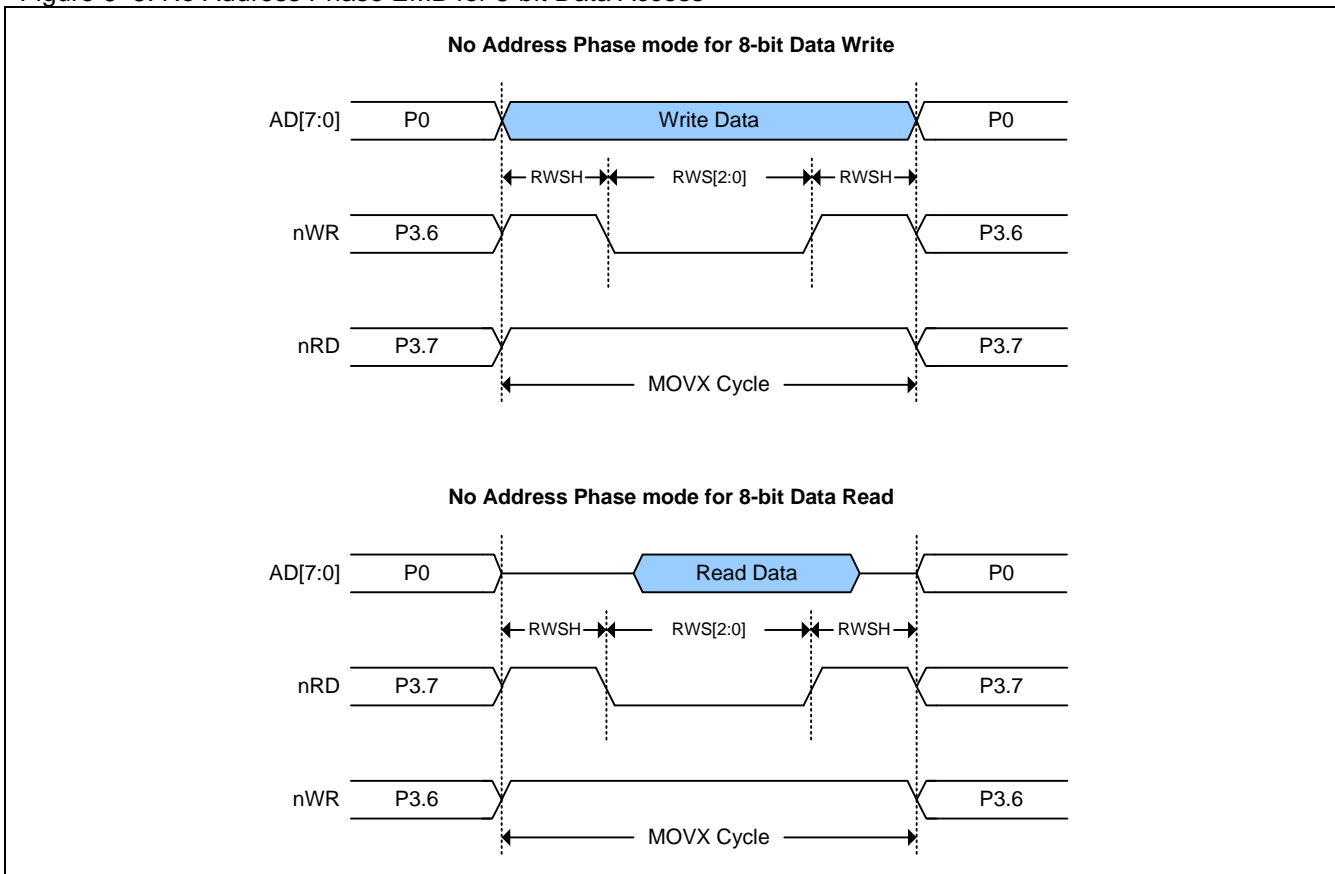 No Address Phase mode for 8-bit Data Write
AD[7:0] P0 Write Data P0
RWSH RWS[2:0] RWSH
nWR P3.6 P3.6
nRD P3.7 P3.7
MOVX Cycle
No Address Phase mode for 8-bit Data Read
AD[7:0] P0 Read Data P0
RWSH RWS[2:0] RWSH
nRD P3.7 P3.7
nWR P3.6 P3.6
MOVX Cycle